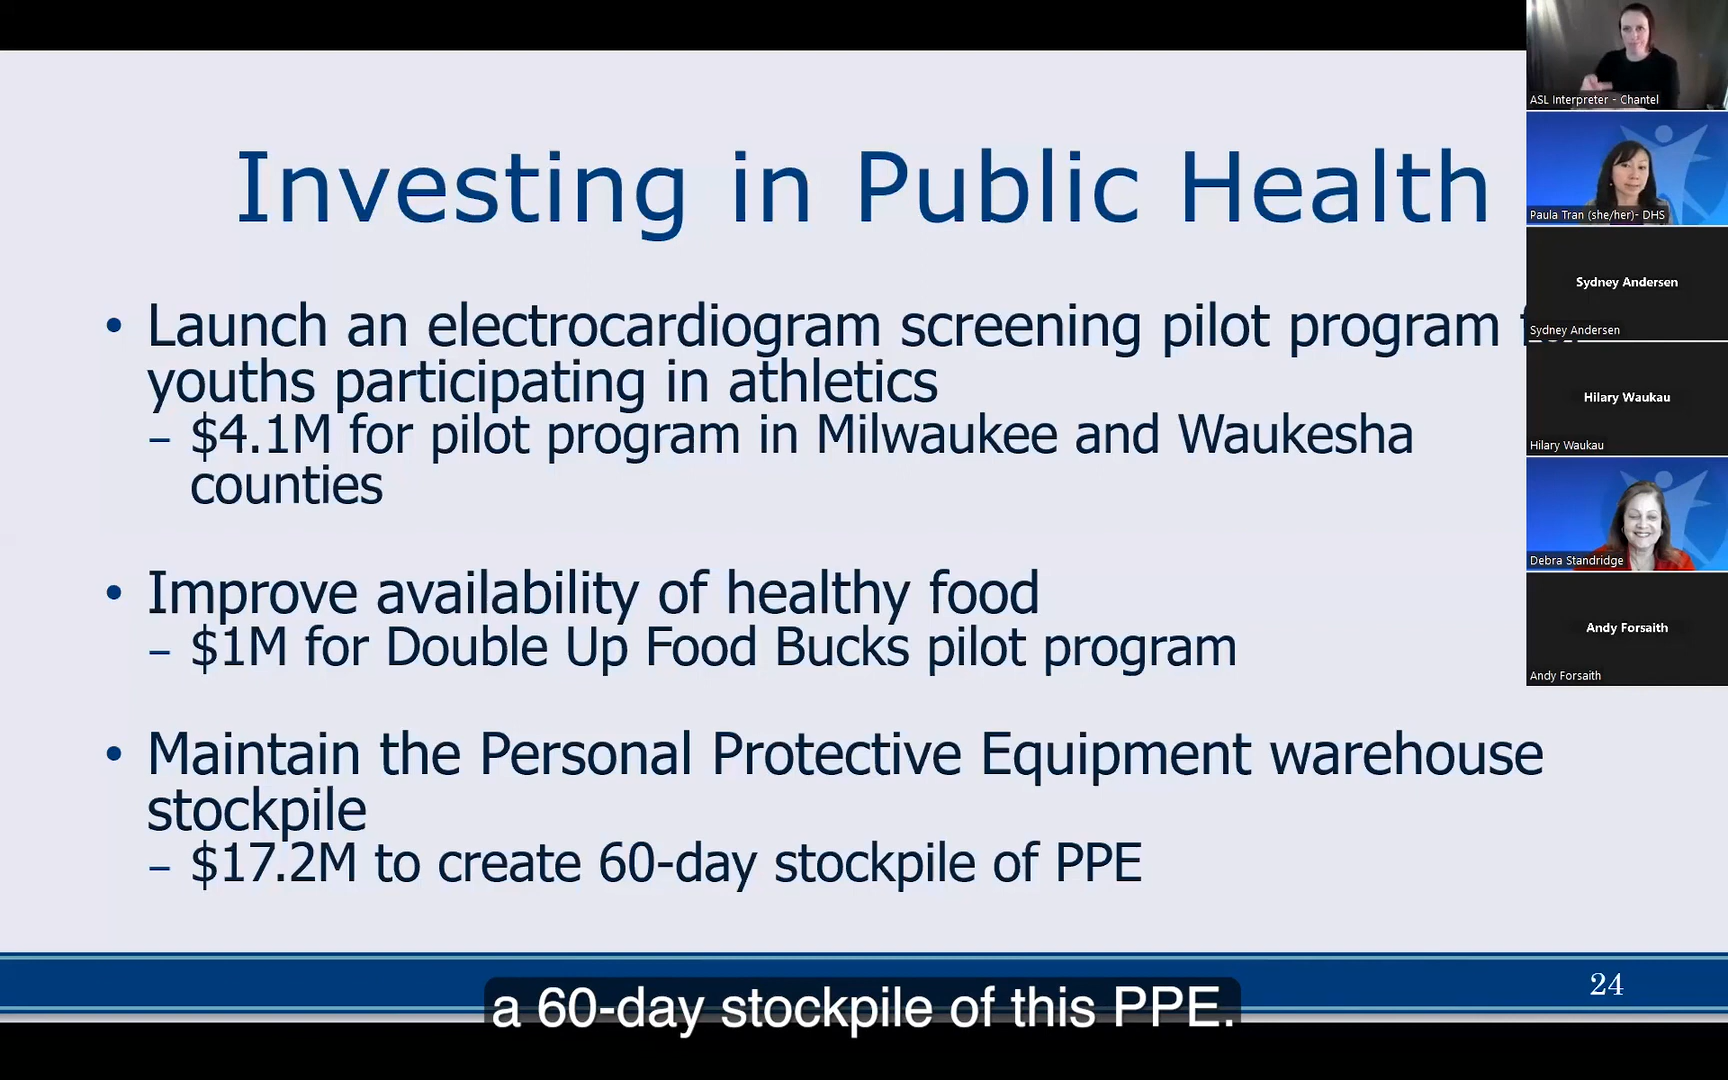 Investing in Public Health
• Launch an electrocardiogram screening pilot program
youths participating in athletics
– $4.1M for pilot program in Milwaukee and Waukesha
counties
• Improve availability of healthy food
– $1M for Double Up Food Bucks pilot program
• Maintain the Personal Protective Equipment warehouse
stockpile
– $17.2M to create 60-day stockpile of PPE
24
a 60-day stockpile of this PPE.
ASL Interpreter - Chantel
Paula Tran (she/her)- DHS
Sydney Andersen
Sydney Andersen
Hilary Waukau
Hilary Waukau
Debra Standridge
Andy Forsaith
Andy Forsaith